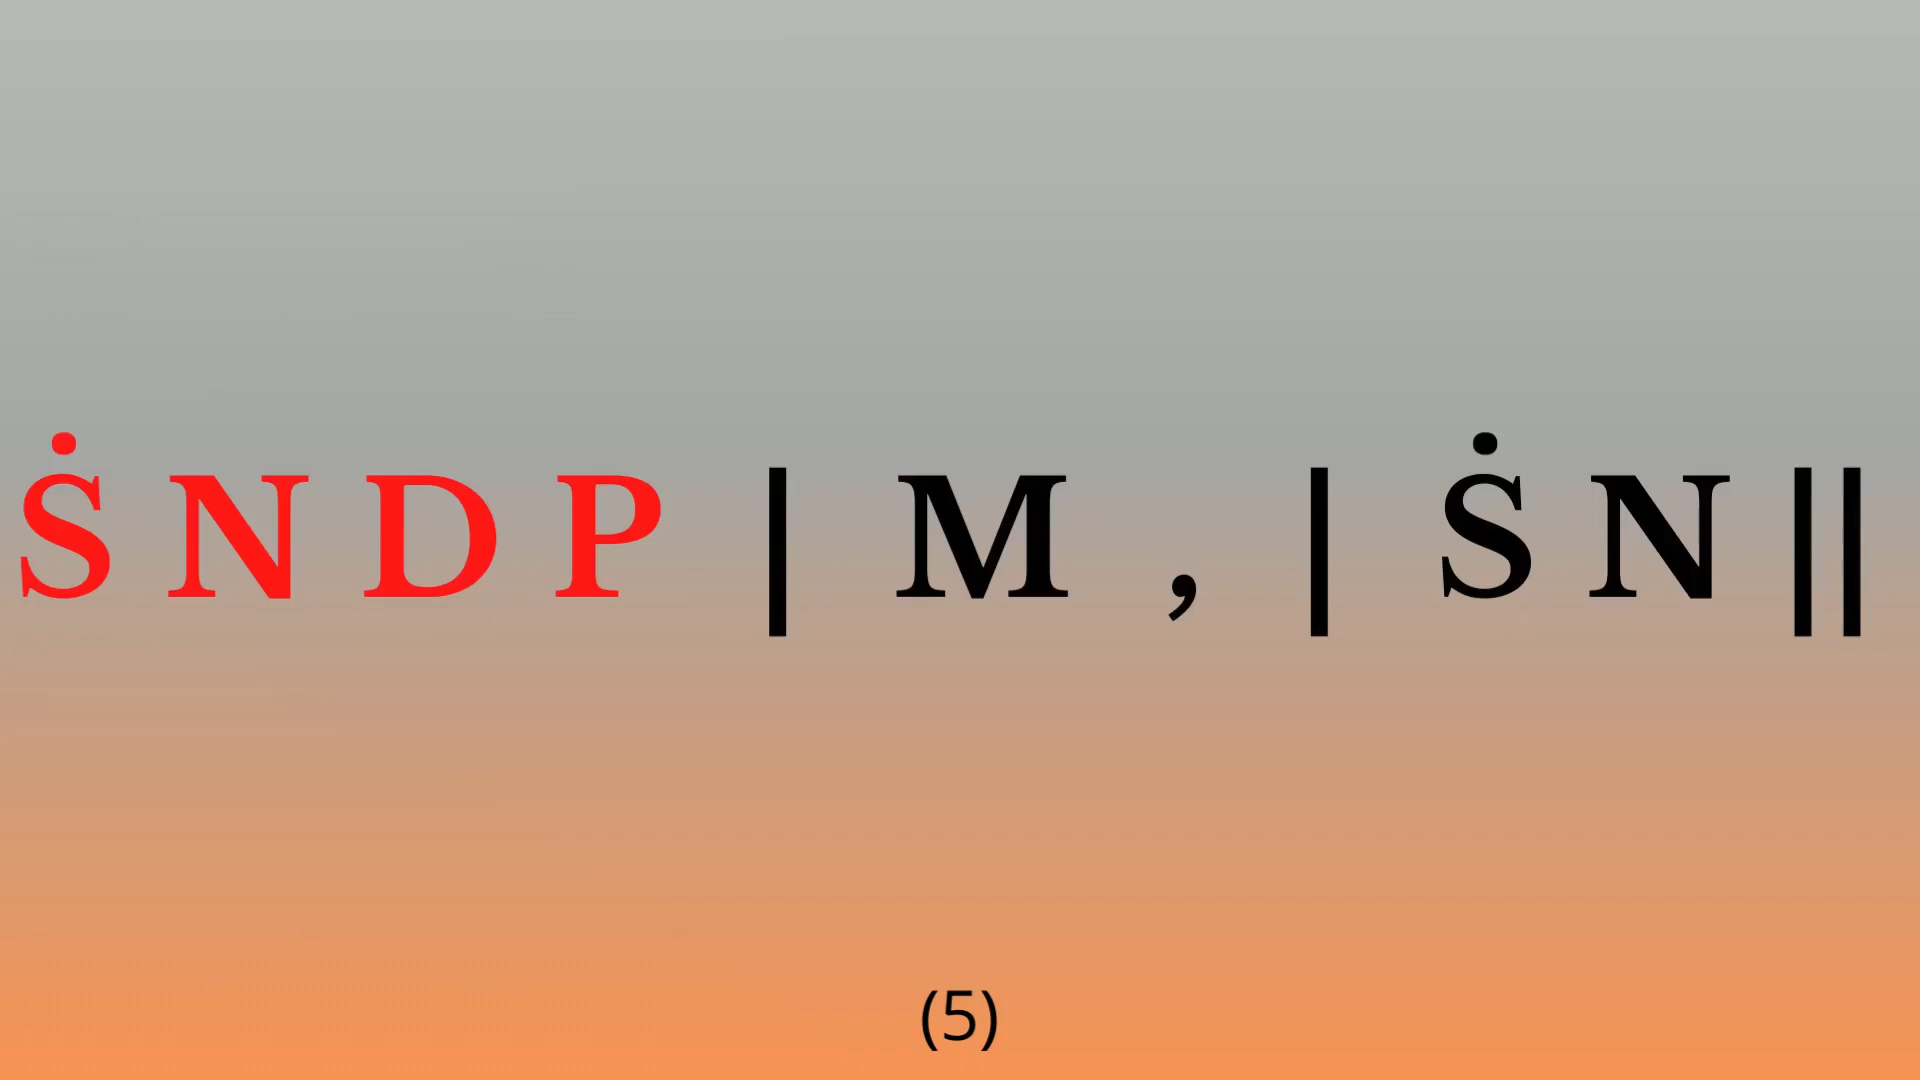 Ṡ N D P | M , | Ṡ N ||
(5)